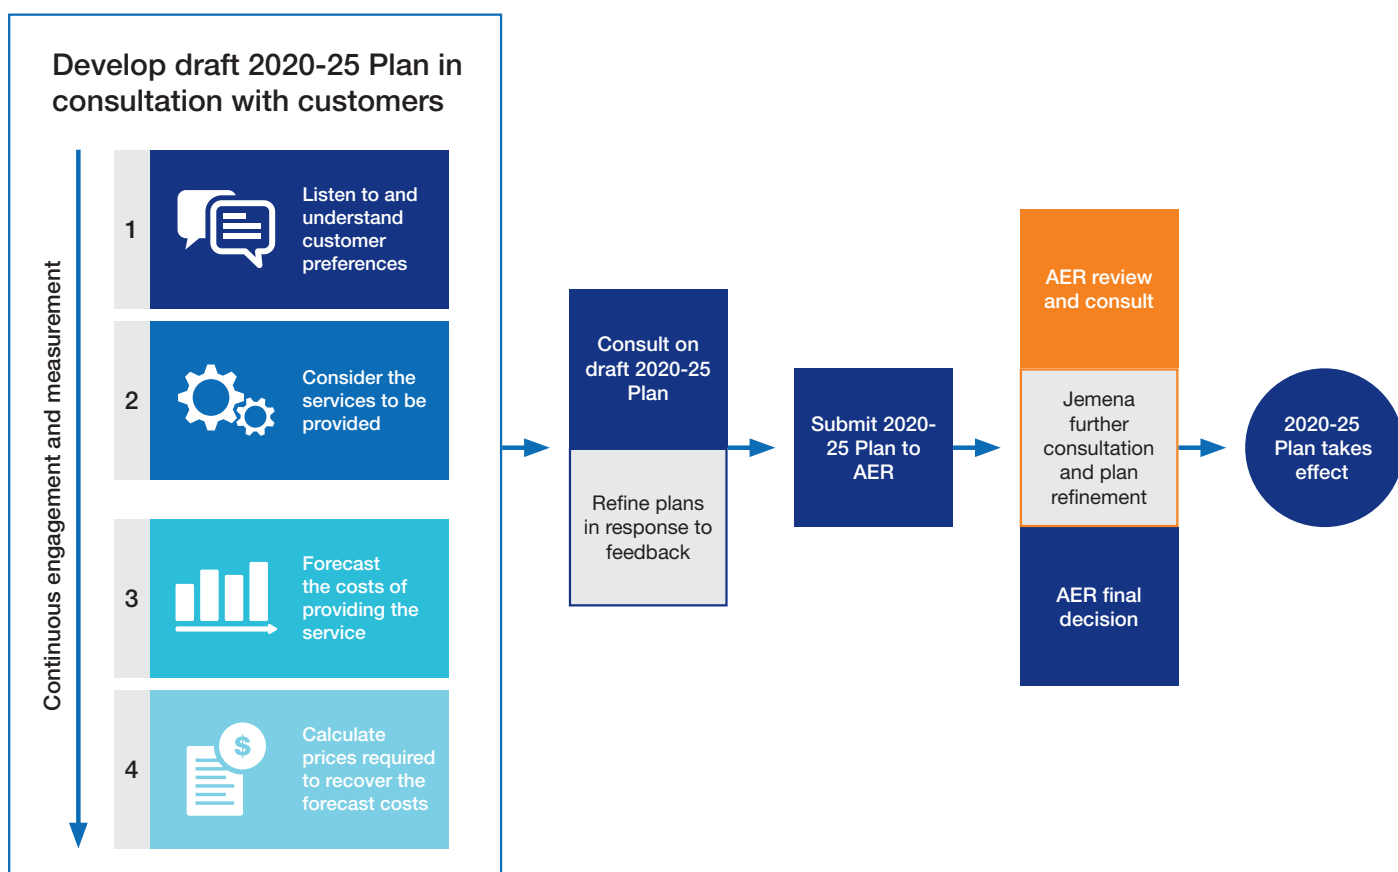 Develop draft 2020-25 Plan in
consultation with customers
Continuous engagement and measurement
1
Listen to and
understand
customer
preferences
2
Consider the
services to be
provided
3
Forecast
the costs of
providing the
service
4
$
Calculate
prices required
to recover the
forecast costs
Consult on
draft 2020-25
Plan
Refine plans
in response to
feedback
Submit 2020-
25 Plan to
AER
AER review
and consult
Jemena
further
consultation
and plan
refinement
AER final
decision
2020-25
Plan takes
effect